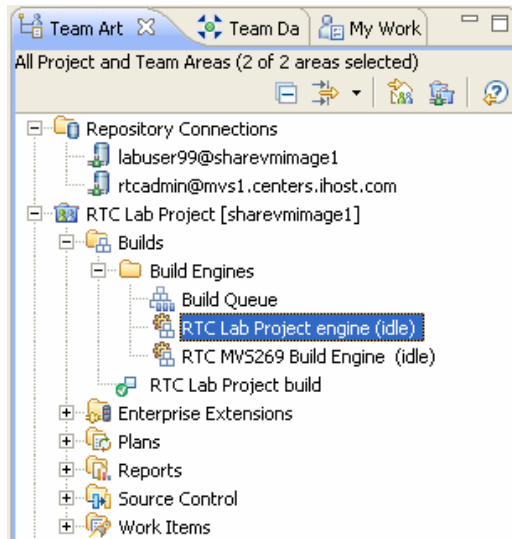 Team Art Team Da My Work
All Project and Team Areas (2 of 2 areas selected)
Repository Connections
labuser99@sharevmimage1
rtcadmin@mvs1.centers.ihost.com
RTC Lab Project [sharevmimage1]
Builds
Build Engines
Build Queue
RTC Lab Project engine (idle)
RTC MVS269 Build Engine (idle)
RTC Lab Project build
Enterprise Extensions
Plans
Reports
Source Control
Work Items